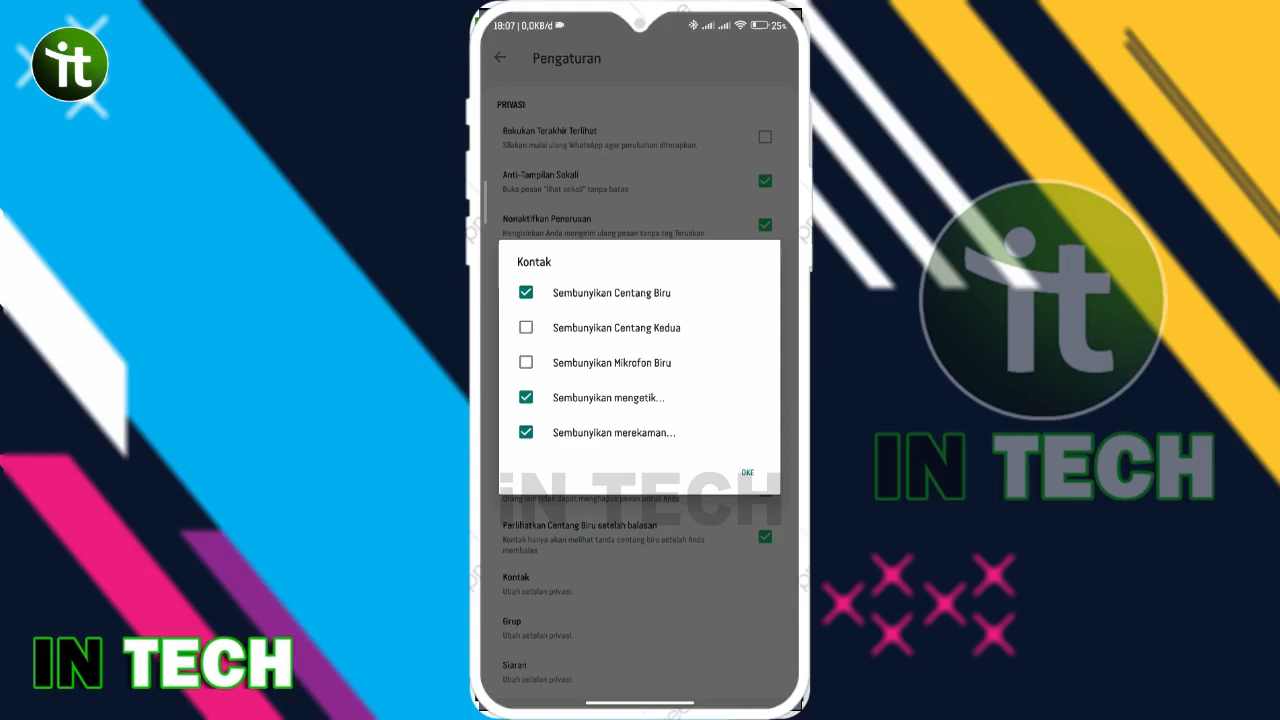 it
18:07 | 0,0KB/d
25%
Pengaturan
PRIVASI
Bekukan Terakhir Terlihat
Silakan mulai ulang WhatsApp agar perubahan diterapkan.
Anti-Tampilan Sekali
Buka pesan "lihat sekali" tanpa batas
Nonaktifkan Penerusan
Mengizinkan Anda mengirim ulang pesan tanpa tag Teruskan
Kontak
Sembunyikan Centang Biru
Sembunyikan Centang Kedua
Sembunyikan Mikrofon Biru
Sembunyikan mengetik...
Sembunyikan merekaman...
OKE
iN TECH
Orang lain tidak dapat menghapus pesan untuk Anda
Perlihatkan Centang Biru setelah balasan
Kontak hanya akan melihat tanda centang biru setelah Anda
membalas
Kontak
Ubah setelan privasi.
Grup
Ubah setelan privasi.
Siaran
Ubah setelan privasi.
it
IN TECH
IN TECH